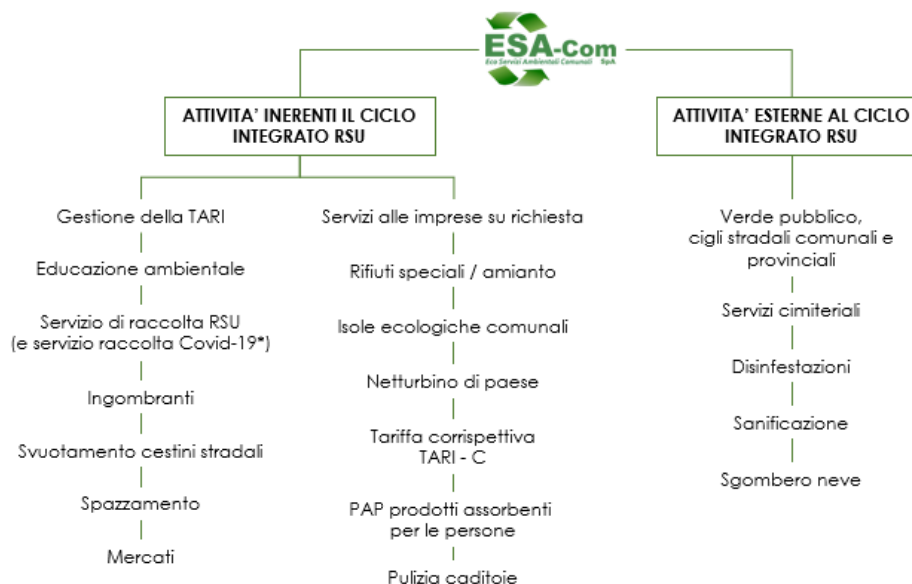 ESA-Com
Eco Servizi Ambientali Comunali SpA
ATTIVITA’ INERENTI IL CICLO
INTEGRATO RSU
Gestione della TARI
Educazione ambientale
Servizio di raccolta RSU
(e servizio raccolta Covid-19*)
Ingombranti
Svuotamento cestini stradali
Spazzamento
Mercati
Servizi alle imprese su richiesta
Rifiuti speciali / amianto
Isole ecologiche comunali
Netturbino di paese
Tariffa corrispettiva
TARI - C
PAP prodotti assorbenti
per le persone
Pulizia caditoie
ATTIVITA’ ESTERNE AL CICLO
INTEGRATO RSU
Verde pubblico,
cigli stradali comunali e
provinciali
Servizi cimiteriali
Disinfestazioni
Sanificazione
Sgombero neve